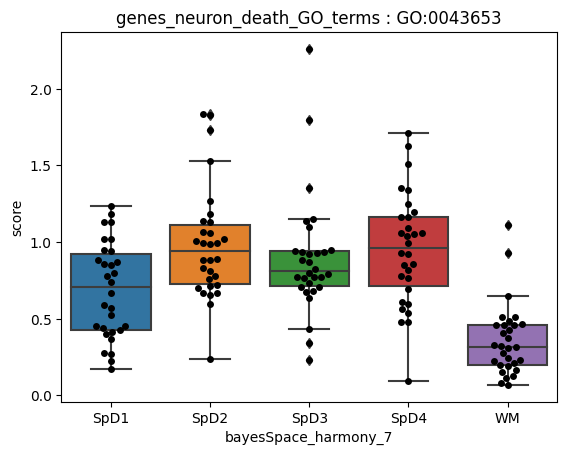 genes_neuron_death_GO_terms : GO:0043653
score
2.0
1.5
1.0
0.5
0.0
SpD1 SpD2 SpD3 SpD4 WM
bayesSpace_harmony_7